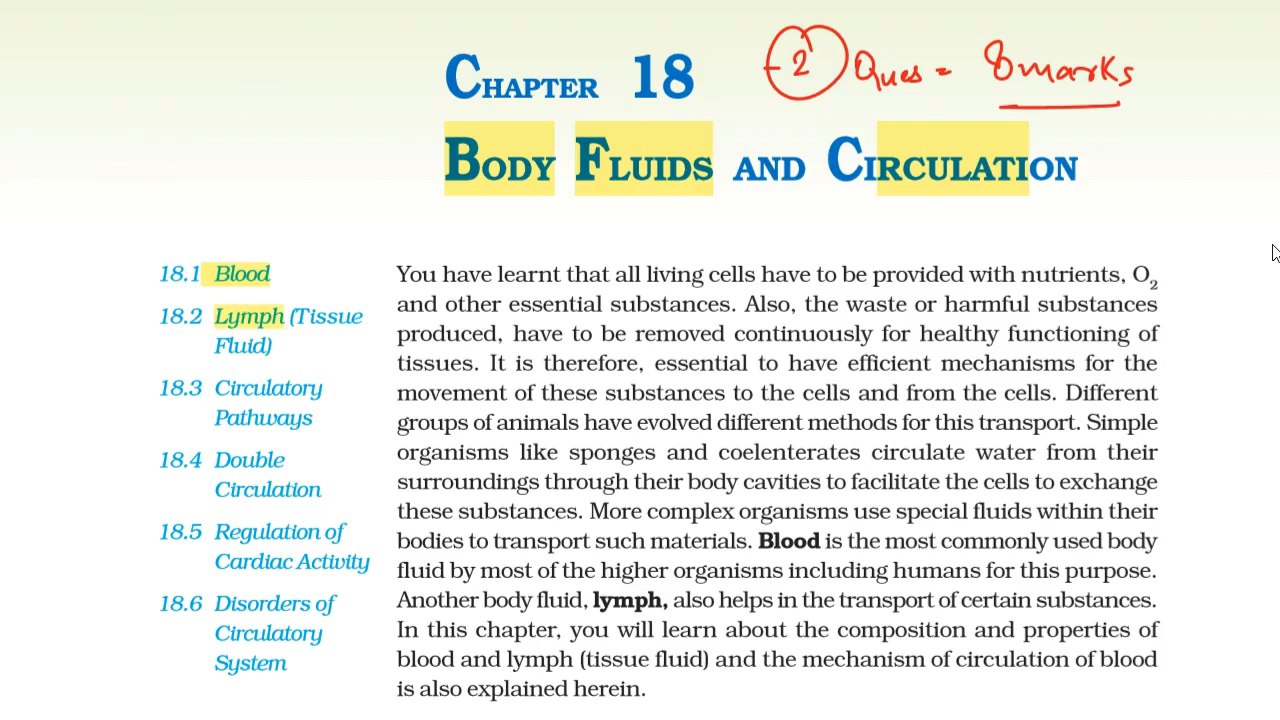 CHAPTER 18
2 Ques = 8 marks
BODY FLUIDS AND CIRCULATION
18.1 Blood
18.2 Lymph (Tissue
Fluid)
18.3 Circulatory
Pathways
18.4 Double
Circulation
18.5 Regulation of
Cardiac Activity
18.6 Disorders of
Circulatory
System
You have learnt that all living cells have to be provided with nutrients, O₂
and other essential substances. Also, the waste or harmful substances
produced, have to be removed continuously for healthy functioning of
tissues. It is therefore, essential to have efficient mechanisms for the
movement of these substances to the cells and from the cells. Different
groups of animals have evolved different methods for this transport. Simple
organisms like sponges and coelenterates circulate water from their
surroundings through their body cavities to facilitate the cells to exchange
these substances. More complex organisms use special fluids within their
bodies to transport such materials. Blood is the most commonly used body
fluid by most of the higher organisms including humans for this purpose.
Another body fluid, lymph, also helps in the transport of certain substances.
In this chapter, you will learn about the composition and properties of
blood and lymph (tissue fluid) and the mechanism of circulation of blood
is also explained herein.